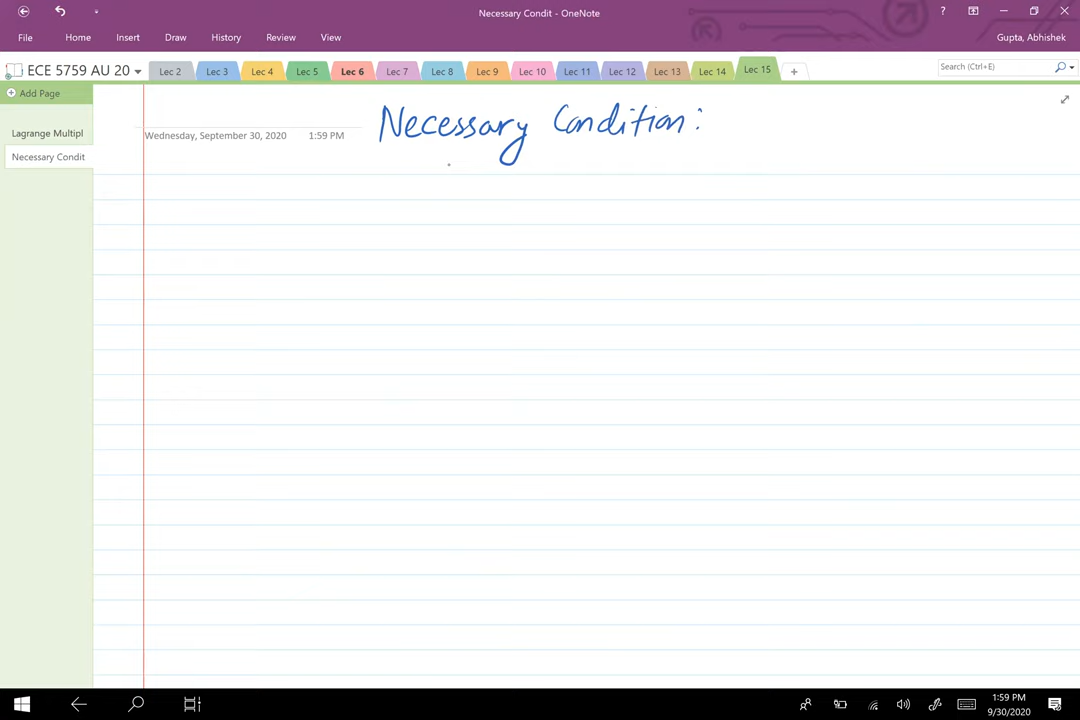 Necessary Condit - OneNote
?
File Home Insert Draw History Review View Gupta, Abhishek
ECE 5759 AU 20 Lec 2 Lec 3 Lec 4 Lec 5 Lec 6 Lec 7 Lec 8 Lec 9 Lec 10 Lec 11 Lec 12 Lec 13 Lec 14 Lec 15 + Search (Ctrl+E)
Add Page
Necessary Condition:
Wednesday, September 30, 2020 1:59 PM
Lagrange Multipl
Necessary Condit
1:59 PM
9/30/2020